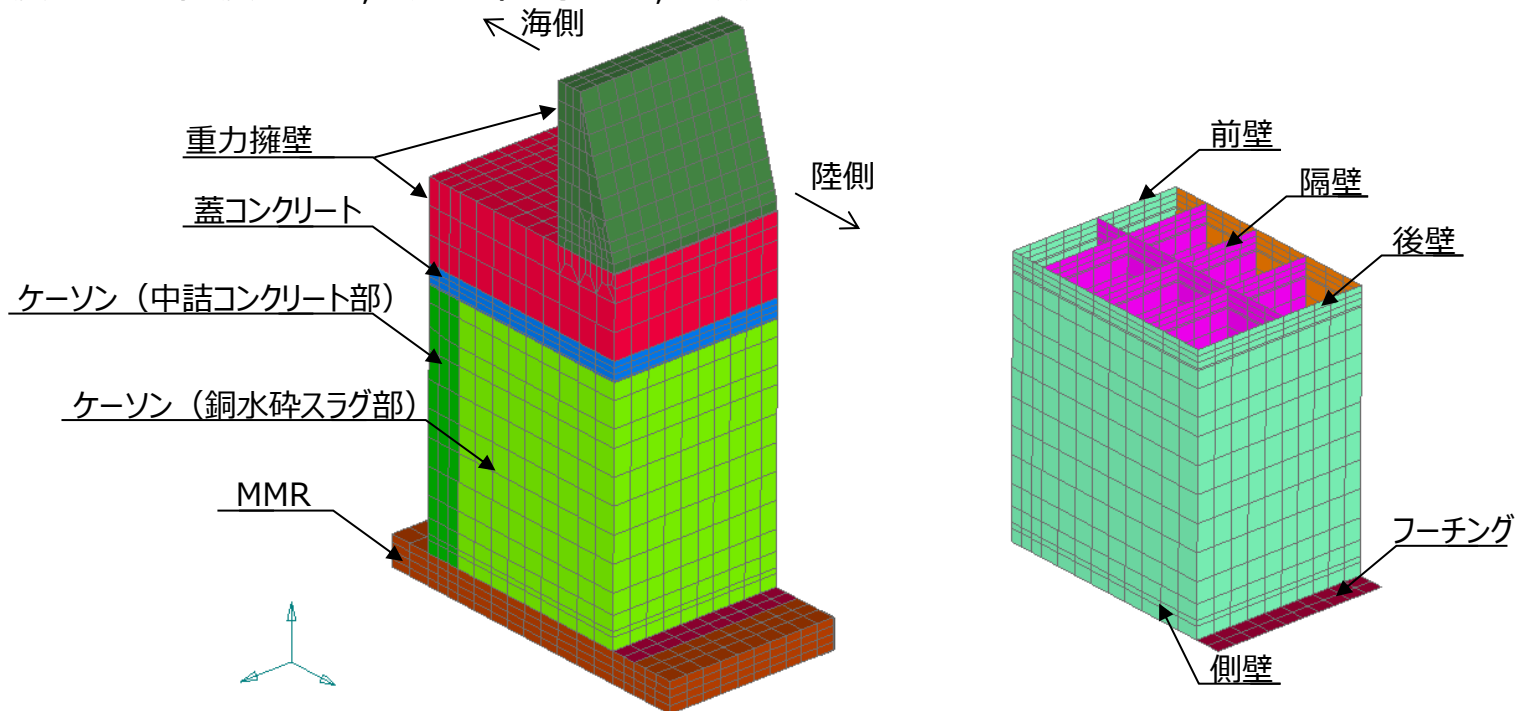 海側
重力擁壁
陸側
蓋コンクリート
ケーソン(中詰コンクリート部)
ケーソン(銅水砕スラグ部)
MMR
前壁
隔壁
後壁
フーチング
側壁